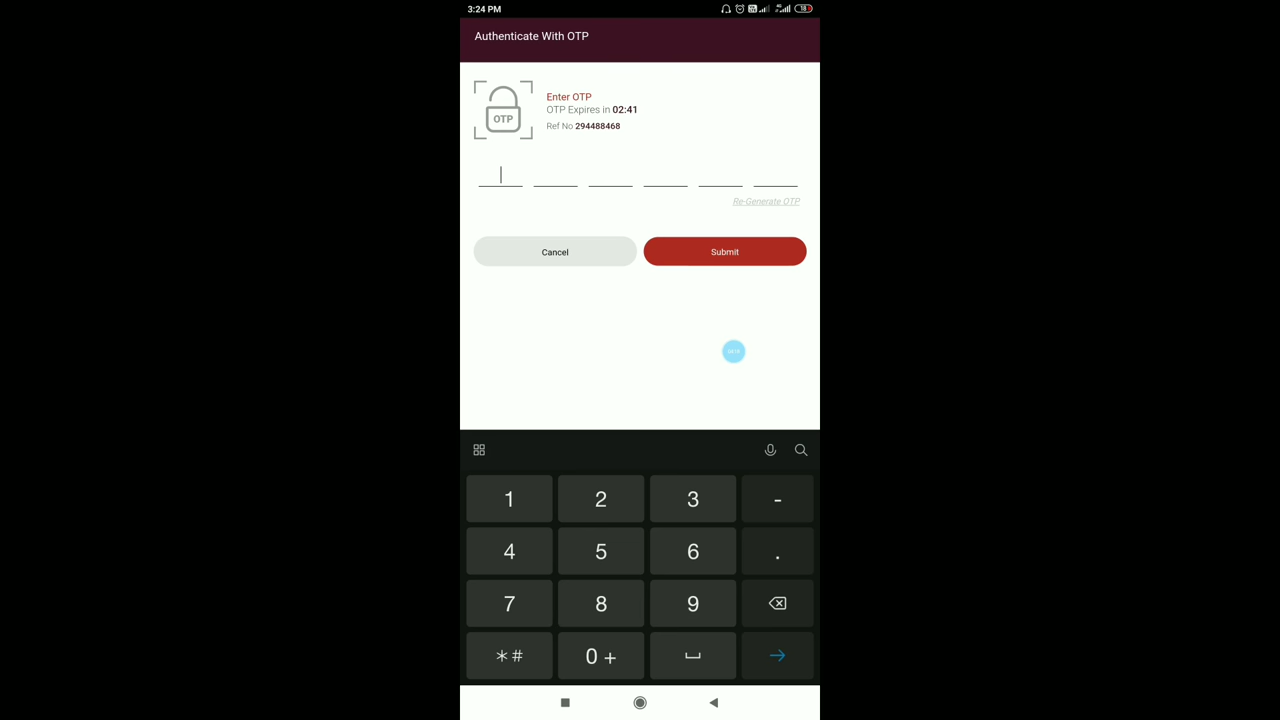 3:24 PM
18
Authenticate With OTP
OTP
Enter OTP
OTP Expires in 02:41
Ref No 294488468
Re-Generate OTP
Cancel
Submit
1 2 3 -
4 5 6 .
7 8 9
*# 0 +